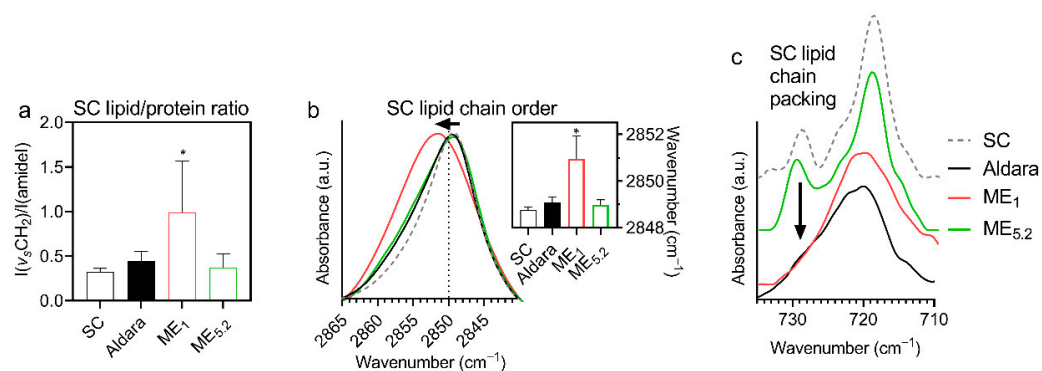 a
SC lipid/protein ratio
I(νsCH2)/I(amideI)
2.0
1.5
1.0
0.5
0.0
*
SC
Aldara
ME1
ME5.2
b
SC lipid chain order
Absorbance (a.u.)
2865
2860
2855
2850
2845
Wavenumber (cm−1)
*
2852
2850
2848
Wavenumber (cm−1)
SC
Aldara
ME1
ME5.2
c
SC lipid
chain
packing
Absorbance (a.u.)
730
720
710
Wavenumber (cm−1)
SC
Aldara
ME1
ME5.2